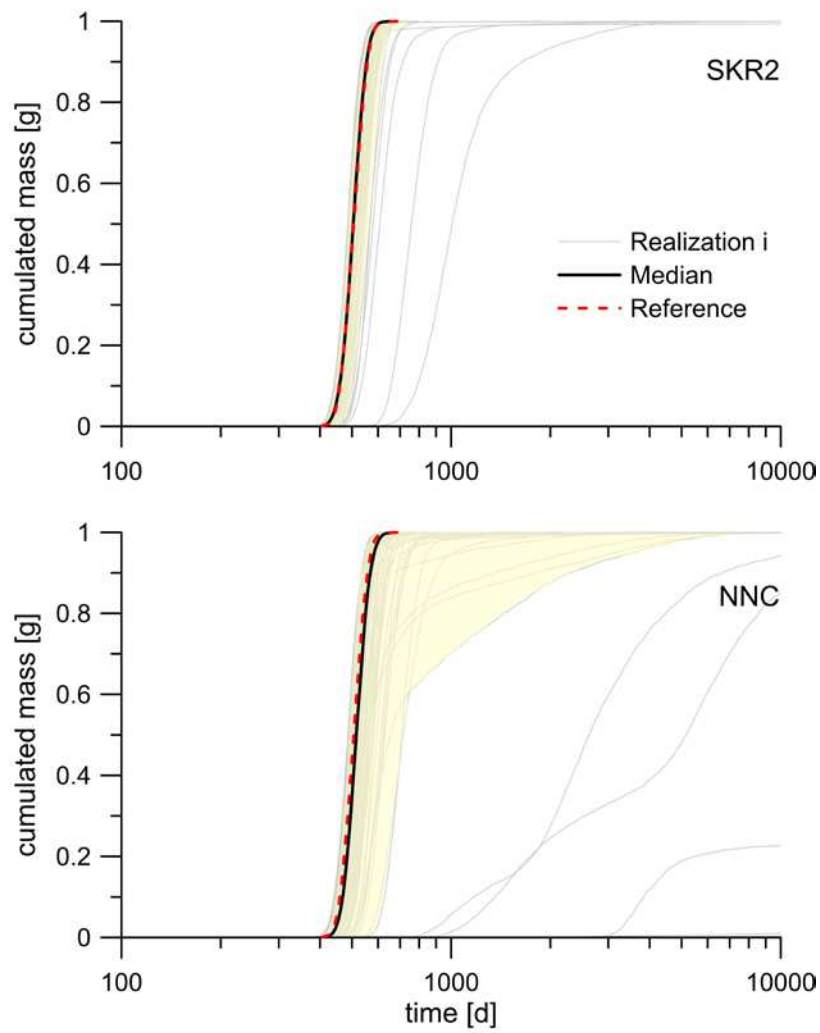 1
0.8
0.6
0.4
0.2
0
cumulated mass [g]
SKR2
Realization i
Median
Reference
100
1000
10000
1
0.8
0.6
0.4
0.2
0
cumulated mass [g]
NNC
100
1000
10000
time [d]